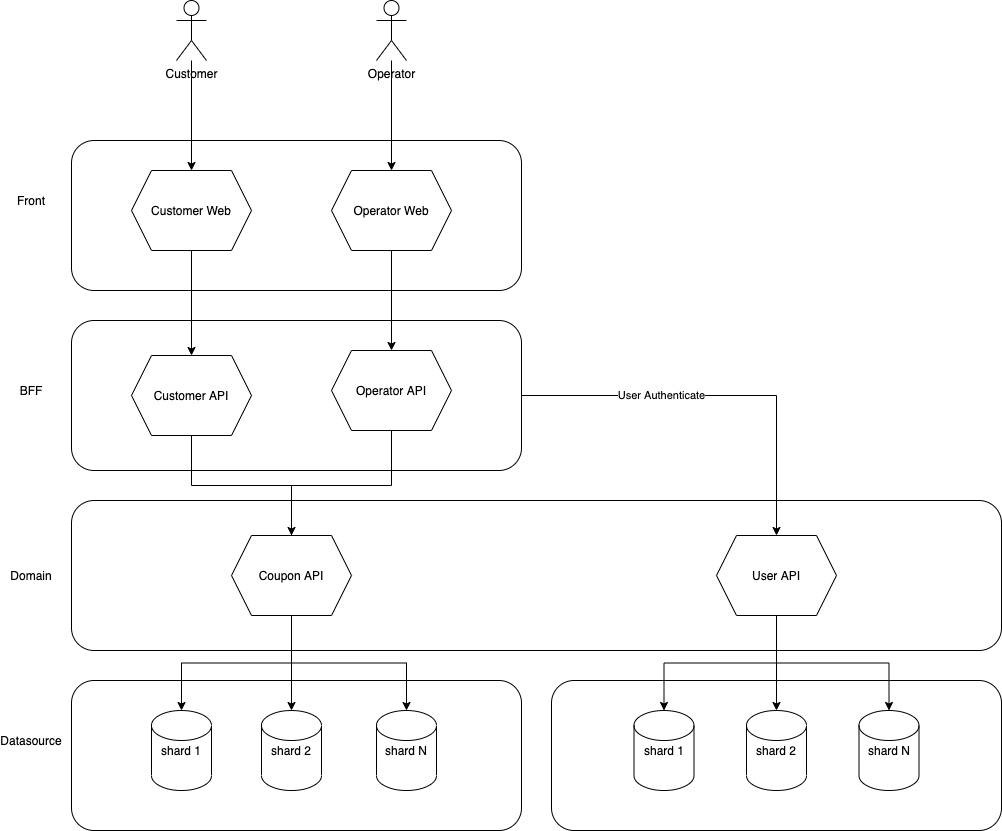 Customer
Operator
Front
Customer Web
Operator Web
BFF
Customer API
Operator API
User Authenticate
Domain
Coupon API
User API
Datasource
shard 1
shard 2
shard N
shard 1
shard 2
shard N